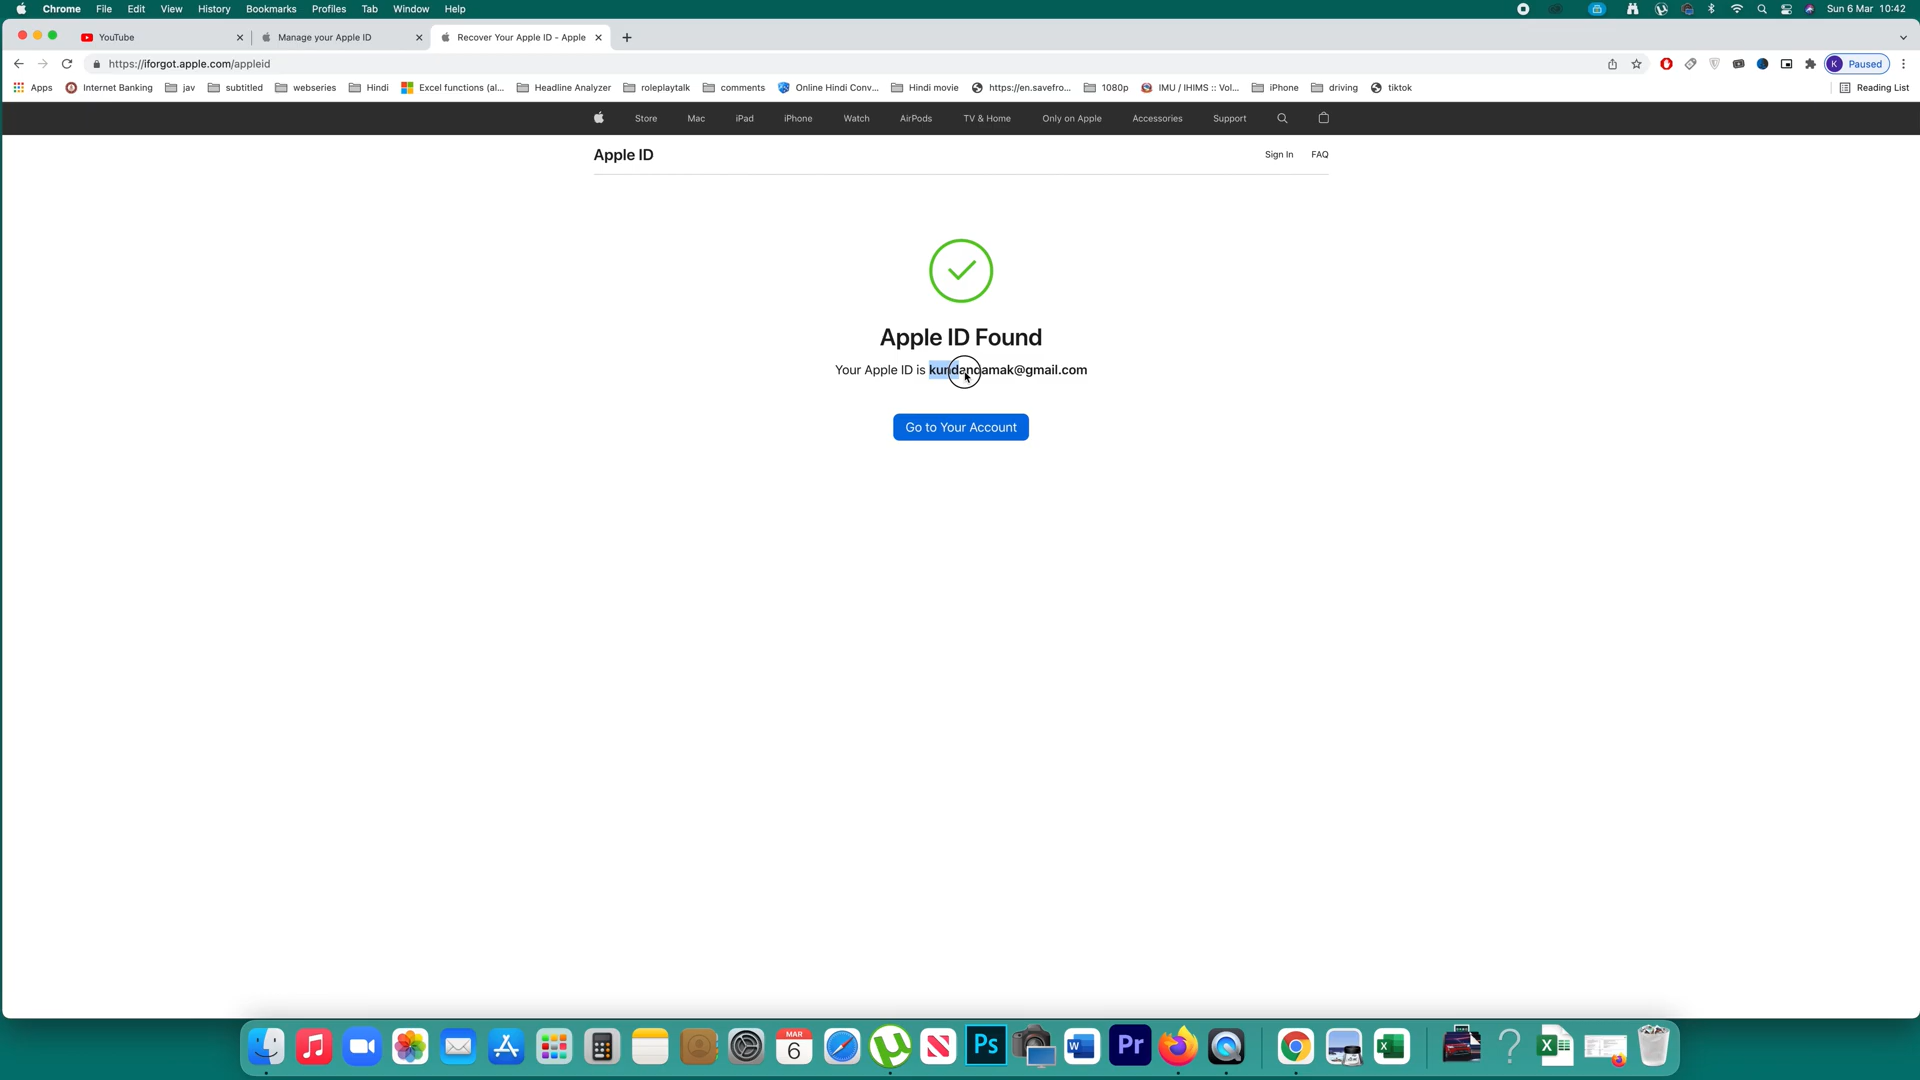 Chrome File Edit View History Bookmarks Profiles Tab Window Help Sun 6 Mar 10:42
YouTube Manage your Apple ID Recover Your Apple ID - Apple
https://iforgot.apple.com/appleid K Paused
Apps Internet Banking jav subtitled webseries Hindi Excel functions (al... Headline Analyzer roleplaytalk comments Online Hindi Conv... Hindi movie https://en.savefro... 1080p IMU / IHIMS :: Vol... iPhone driving tiktok Reading List
Store Mac iPad iPhone Watch AirPods TV & Home Only on Apple Accessories Support
Apple ID Sign In FAQ
Apple ID Found
Your Apple ID is kundandamak@gmail.com
Go to Your Account
MAR
6 Ps W Pr X X